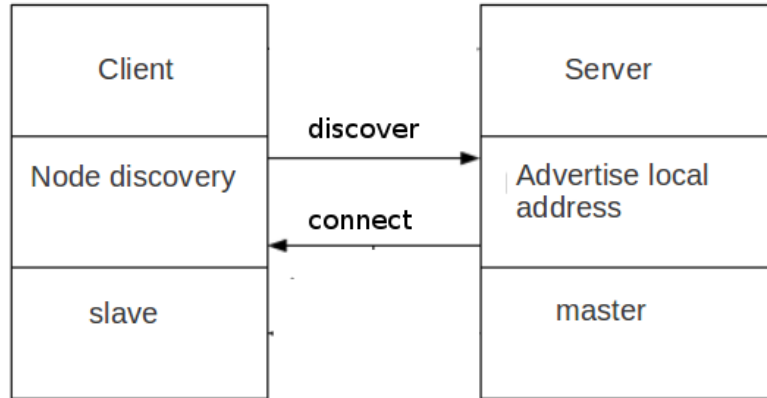 Client
Server
discover
Node discovery
Advertise local
address
connect
slave
master